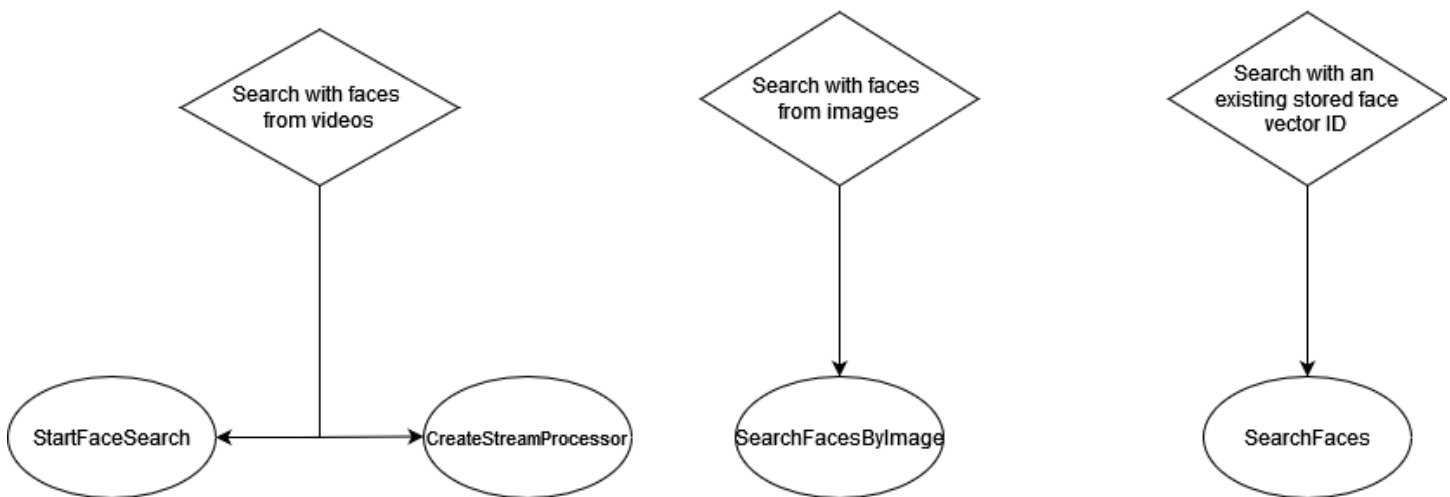 Search with faces
from videos
Search with faces
from images
Search with an
existing stored face
vector ID
StartFaceSearch
CreateStreamProcessor
SearchFacesByImage
SearchFaces